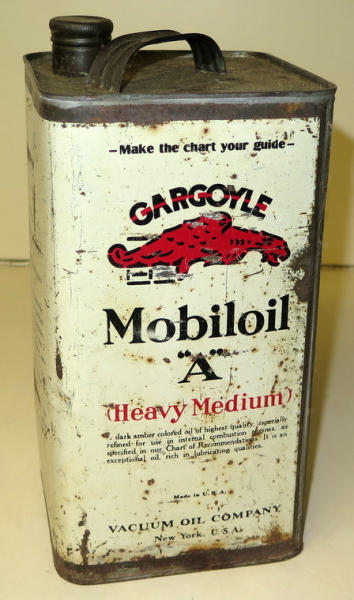 -Make the chart your guide-
GARGOYLE
Mobiloil
"A"
(Heavy Medium)
dark amber colored oil of highest quality, especially
refined for use in internal combustion engines, as
specified in our Chart of Recommendations. It is an
exceptional oil, rich in lubricating qualities.
Made in U.S.A.
VACUUM OIL COMPANY
New York, U.S.A.